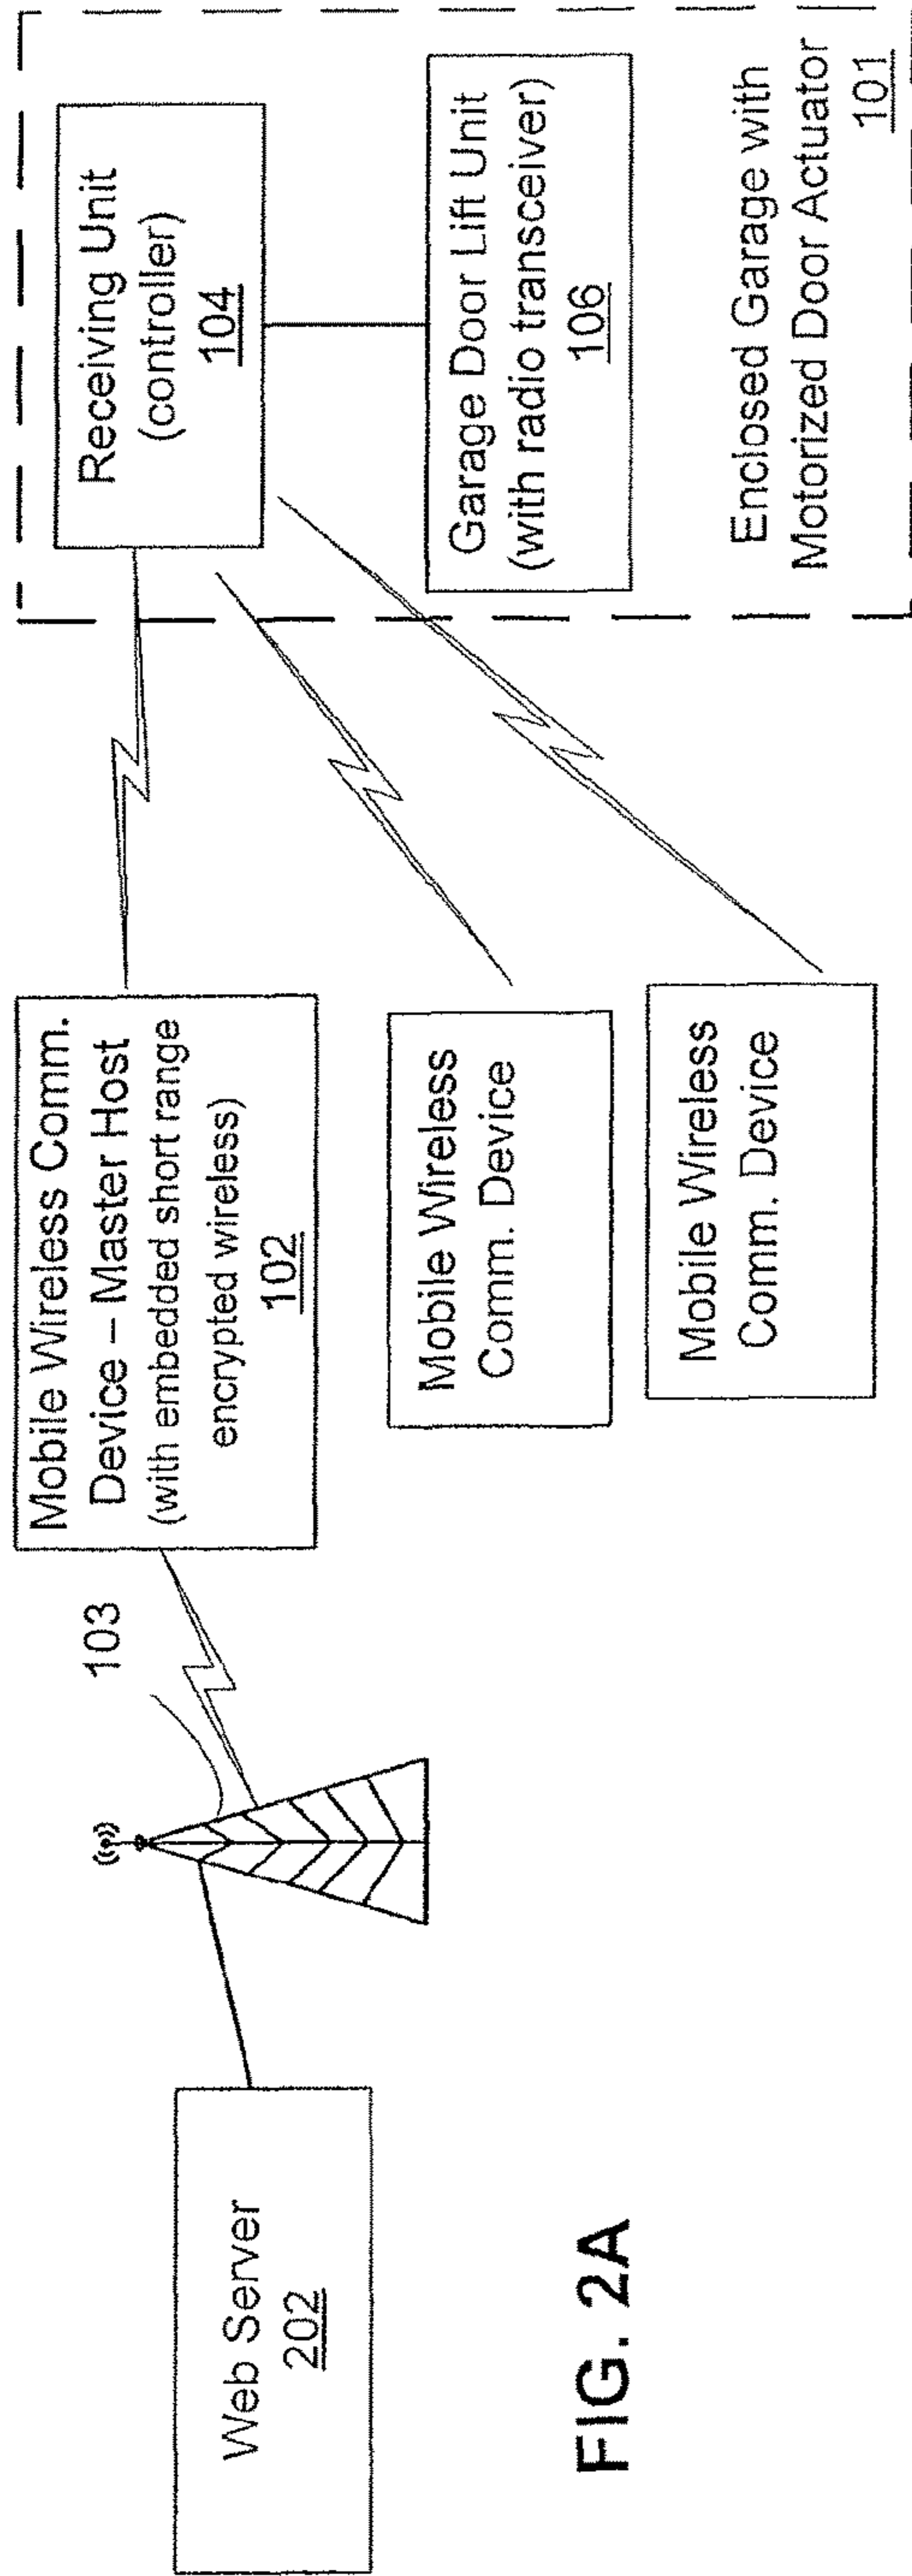 Web Server
202
103
Mobile Wireless Comm.
Device – Master Host
(with embedded short range
encrypted wireless)
102
Mobile Wireless
Comm. Device
Mobile Wireless
Comm. Device
Receiving Unit
(controller)
104
Garage Door Lift Unit
(with radio transceiver)
106
Enclosed Garage with
Motorized Door Actuator
101
FIG. 2A